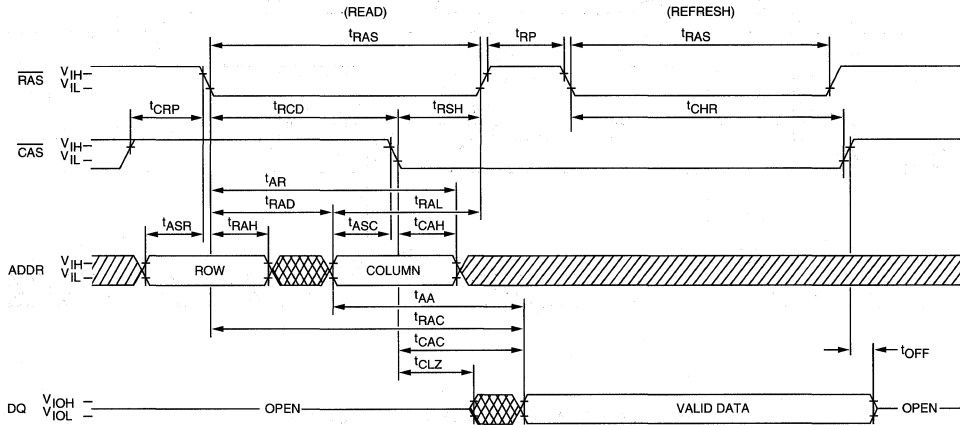 (READ) (REFRESH)
tRAS tRP tRAS
RAS VIH
VIL
tCRP tRCD tRSH tCHR
CAS VIH
VIL
tAR
tRAD tRAL
tASR tRAH tASC tCAH
ADDR VIH
VIL
ROW COLUMN
tAA
tRAC
tCAC
tCLZ tOFF
DQ VIOH
VIOL
OPEN VALID DATA OPEN